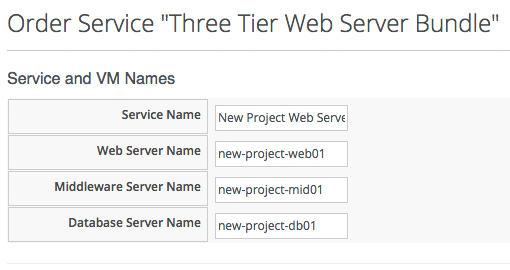 Order Service "Three Tier Web Server Bundle"
Service and VM Names
Service Name New Project Web Serve
Web Server Name new-project-web01
Middleware Server Name new-project-mid01
Database Server Name new-project-db01